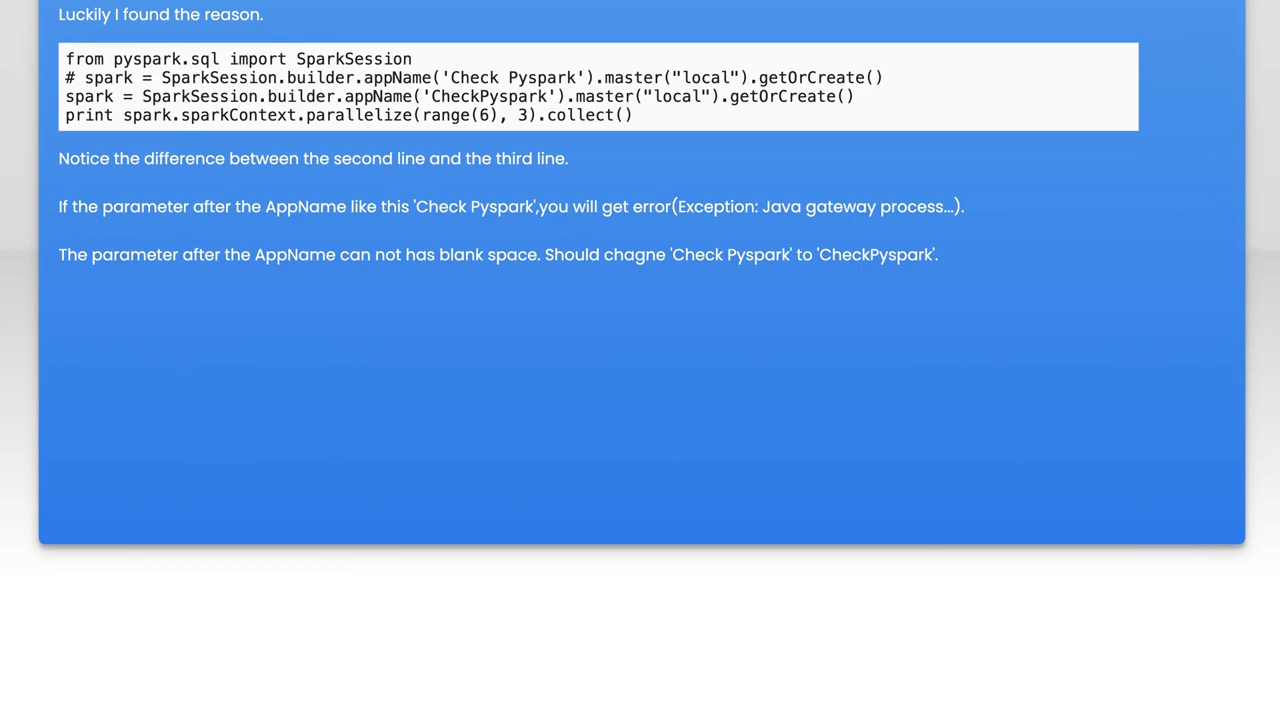 Luckily I found the reason.
from pyspark.sql import SparkSession
# spark = SparkSession.builder.appName('Check Pyspark').master("local").getOrCreate()
spark = SparkSession.builder.appName('CheckPyspark').master("local").getOrCreate()
print spark.sparkContext.parallelize(range(6), 3).collect()
Notice the difference between the second line and the third line.
If the parameter after the AppName like this 'Check Pyspark',you will get error(Exception: Java gateway process...).
The parameter after the AppName can not has blank space. Should chagne 'Check Pyspark' to 'CheckPyspark'.